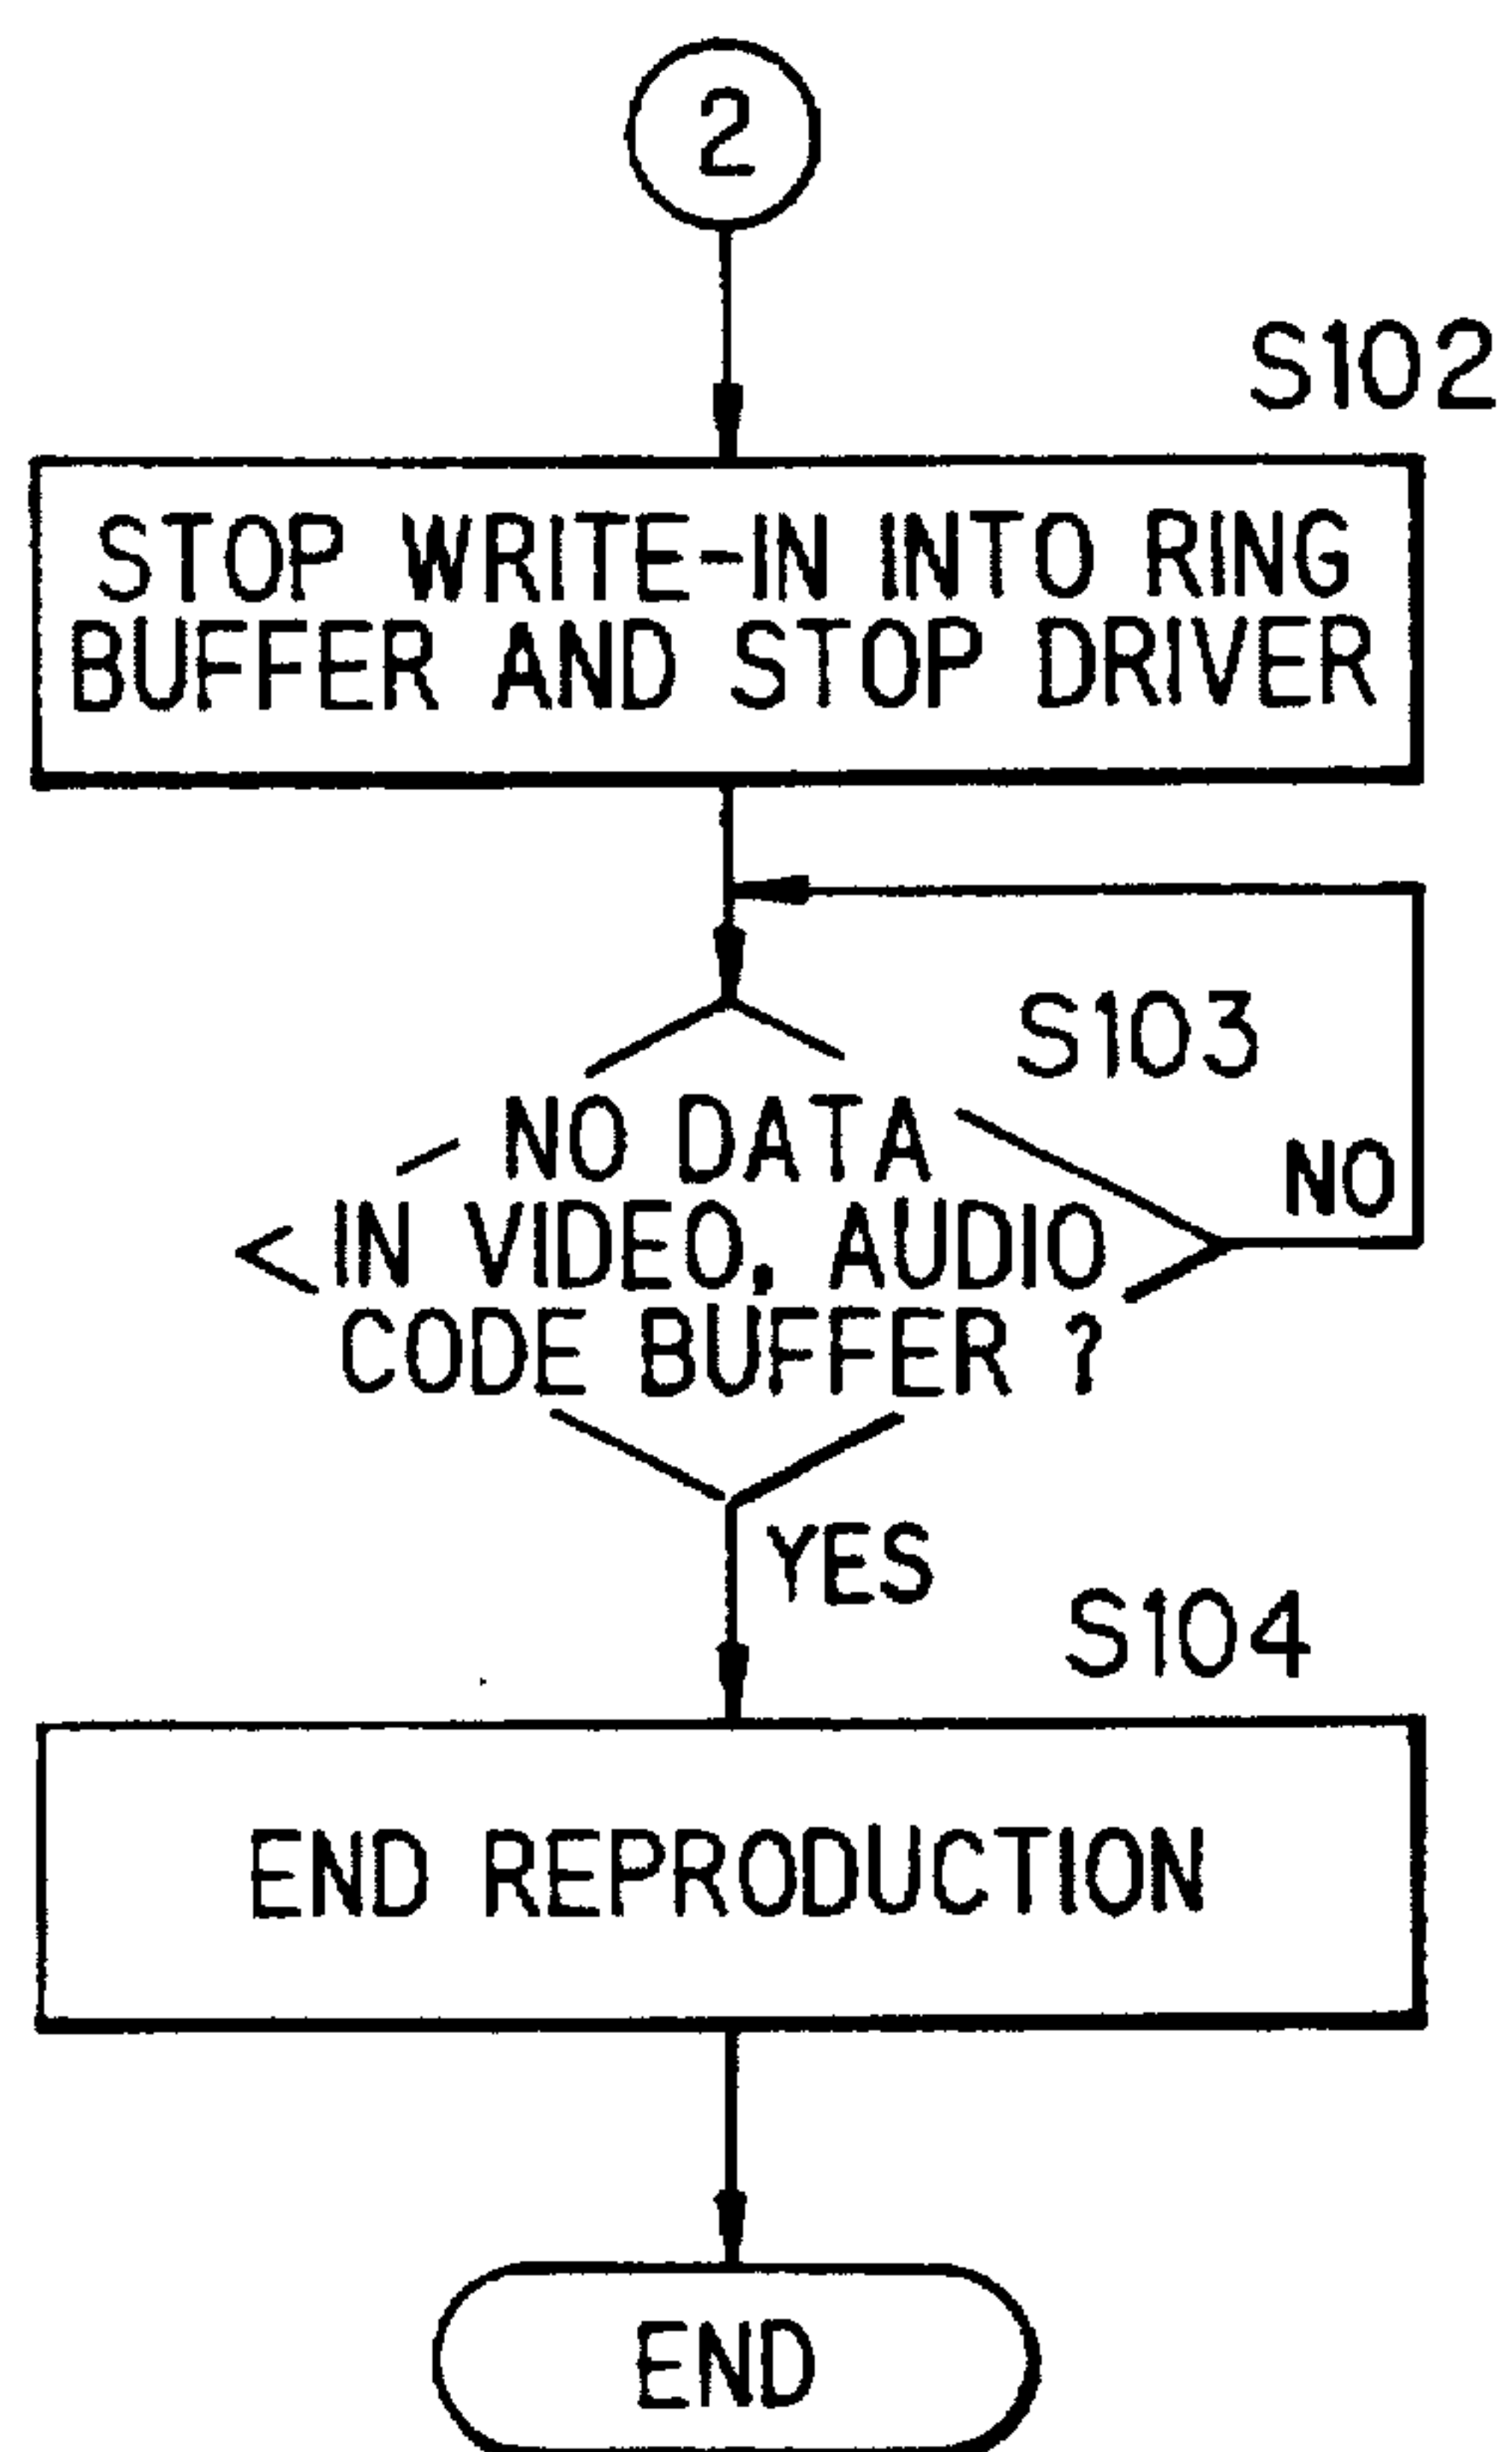 2
S102
STOP WRITE-IN INTO RING
BUFFER AND STOP DRIVER
S103
NO DATA
IN VIDEO, AUDIO
CODE BUFFER ?
NO
YES
S104
END REPRODUCTION
END